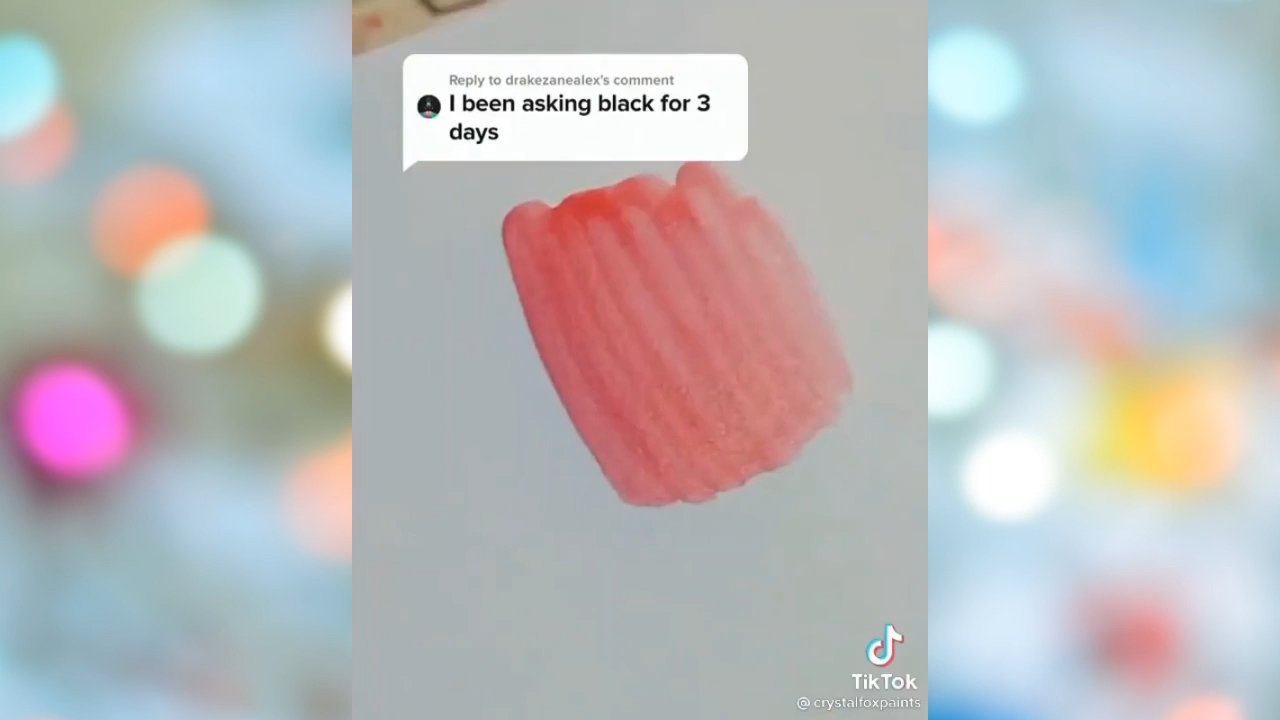 Reply to drakezanealex's comment
I been asking black for 3
days
TikTok
@crystalfoxpaints